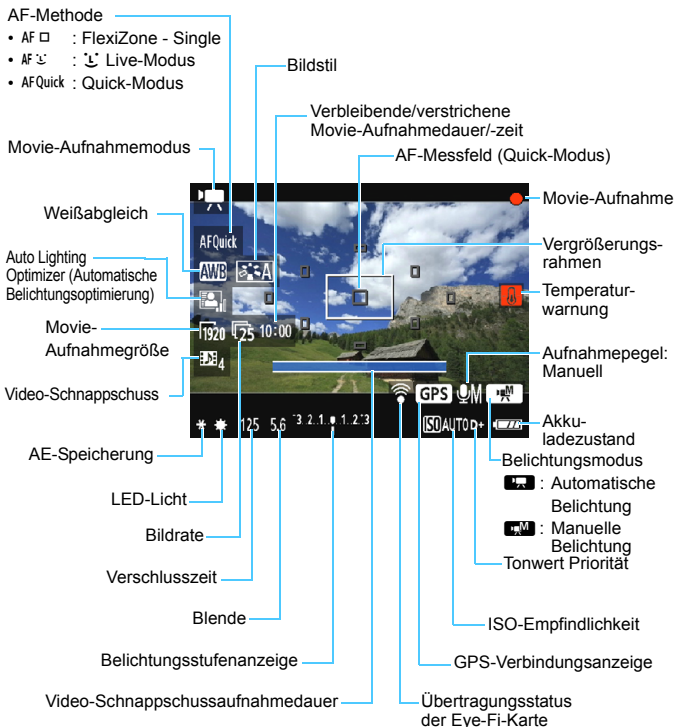 AF-Methode
• AF □ : FlexiZone - Single
• AF : Live-Modus
• AFQuick : Quick-Modus
Bildstil
Verbleibende/verstrichene
Movie-Aufnahmedauer/-zeit
AF-Messfeld (Quick-Modus)
Movie-Aufnahmemodus
Movie-Aufnahme
Weißabgleich
Vergrößerungs-
rahmen
Auto Lighting
Optimizer (Automatische
Belichtungsoptimierung)
Temperatur-
warnung
Movie-
Aufnahmegröße
Aufnahmepegel:
Manuell
Video-Schnappschuss
AFQuick
AWB
A
1920 25 10:00
4
GPS M M
125 5.6 -3..2..1...1..2..+3 ISO AUTO D+
Akku-
ladezustand
AE-Speicherung
Belichtungsmodus
: Automatische
Belichtung
M : Manuelle
Belichtung
LED-Licht
Bildrate
Tonwert Priorität
Verschlusszeit
Blende
ISO-Empfindlichkeit
Belichtungsstufenanzeige
GPS-Verbindungsanzeige
Video-Schnappschussaufnahmedauer
Übertragungsstatus
der Eye-Fi-Karte